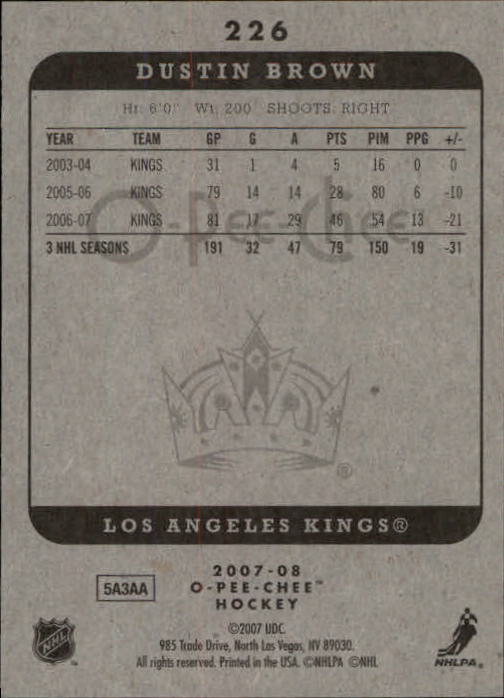 226
DUSTIN BROWN
Ht: 6'0" Wt: 200 SHOOTS: RIGHT
YEAR TEAM GP G A PTS PIM PPG +/-
2003-04 KINGS 31 1 4 5 16 0 0
2005-06 KINGS 79 14 14 28 80 6 -10
2006-07 KINGS 81 17 29 46 54 13 -21
O-PEE-CHEE
3 NHL SEASONS 191 32 47 79 150 19 -31
®
LOS ANGELES KINGS®
2007-08
5A3AA O-PEE-CHEE™
HOCKEY
©2007 UDC.
985 Trade Drive, North Las Vegas, NV 89030.
All rights reserved. Printed in the USA. ©NHLPA ©NHL
NHL ™
NHLPA®